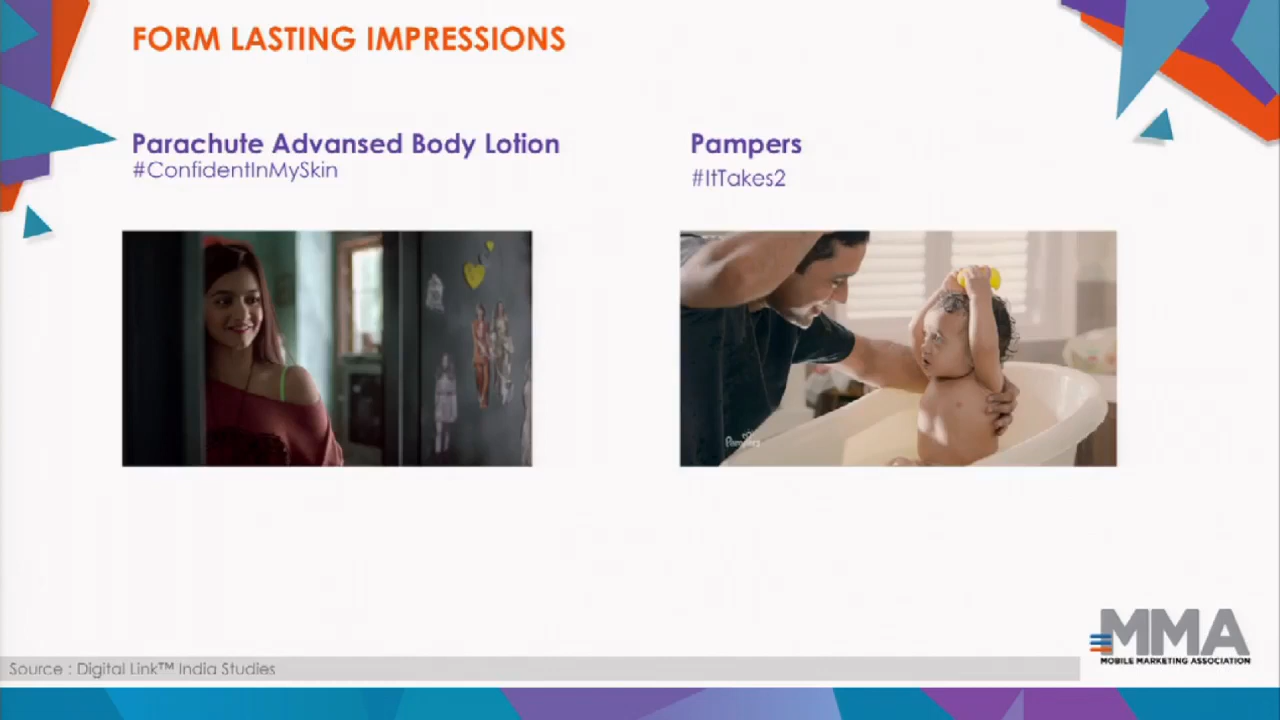 FORM LASTING IMPRESSIONS
Parachute Advansed Body Lotion
#ConfidentInMySkin
Pampers
#ItTakes2
Pampers
MMA
MOBILE MARKETING ASSOCIATION
Source : Digital Link™ India Studies